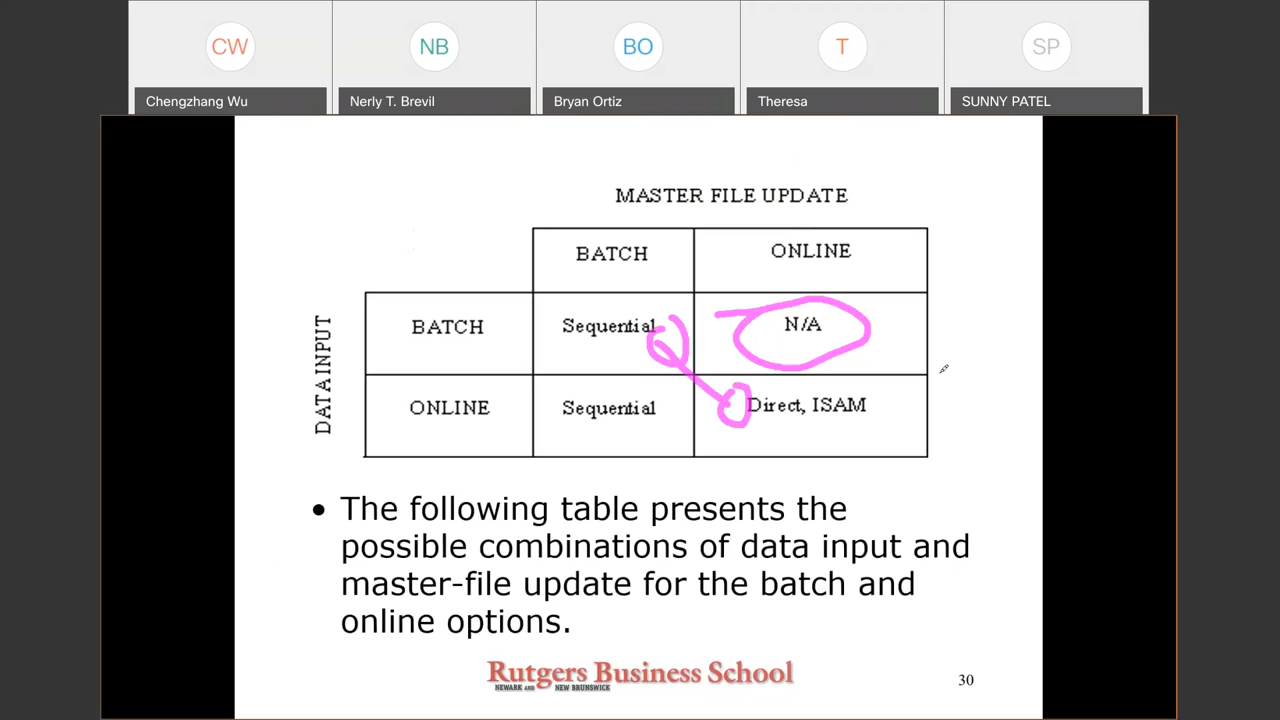 CW NB BO T SP
Chengzhang Wu Nerly T. Brevil Bryan Ortiz Theresa SUNNY PATEL
MASTER FILE UPDATE
BATCH ONLINE
DATA INPUT
BATCH Sequential N/A
ONLINE Sequential Direct, ISAM
• The following table presents the
possible combinations of data input and
master-file update for the batch and
online options.
Rutgers Business School
NEWARK AND NEW BRUNSWICK
30